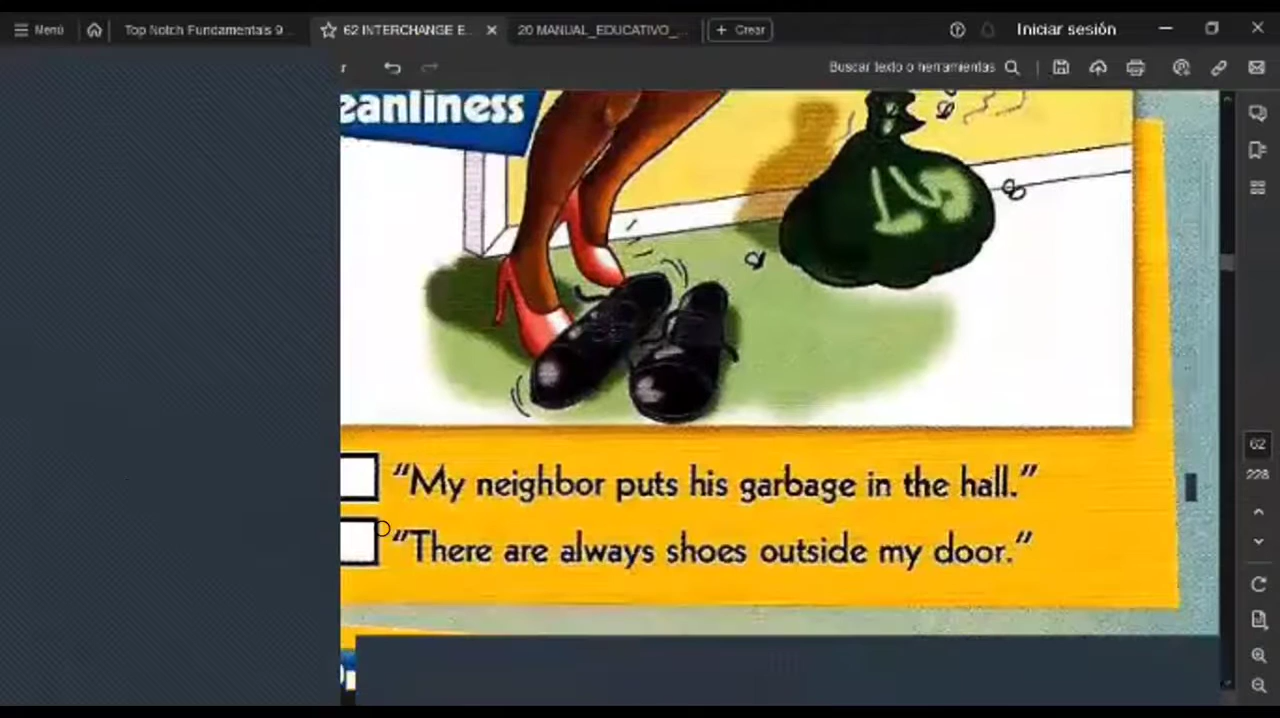 Menú
Top Notch Fundamentals 9...
62 INTERCHANGE E...
20 MANUAL_EDUCATIVO_...
+ Crear
Iniciar sesión
Buscar texto o herramientas
eanliness
62
228
"My neighbor puts his garbage in the hall."
"There are always shoes outside my door."